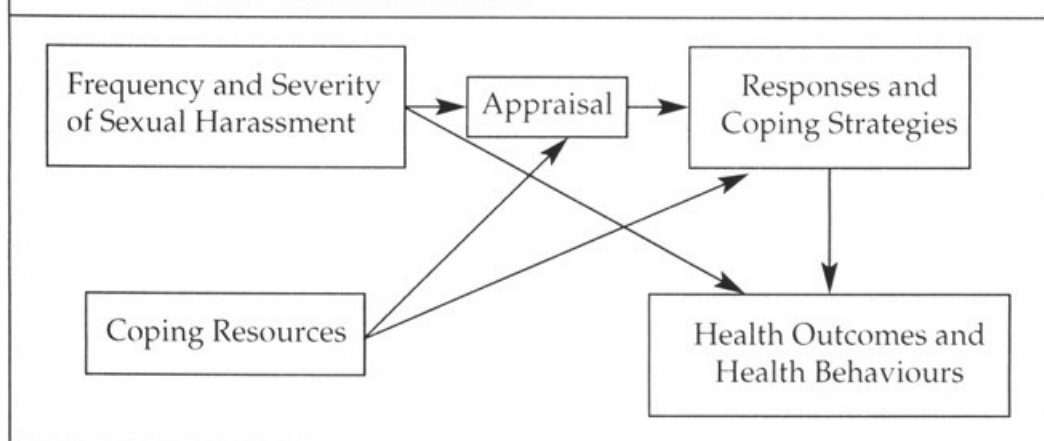 Frequency and Severity
of Sexual Harassment
Appraisal
Responses and
Coping Strategies
Coping Resources
Health Outcomes and
Health Behaviours